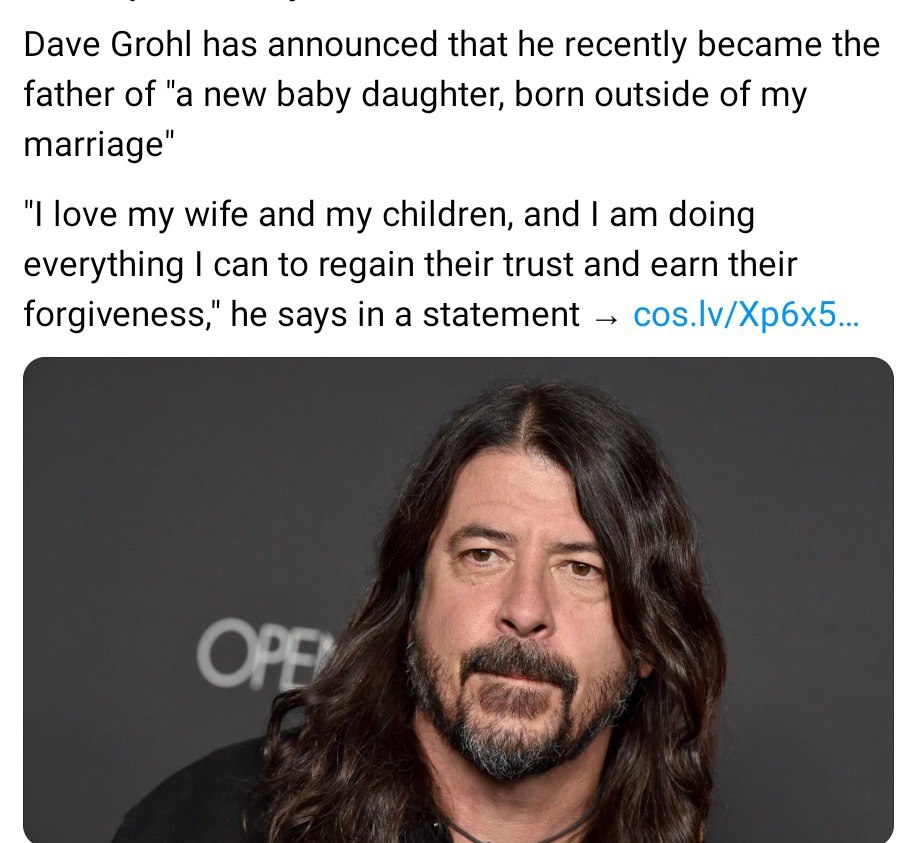 Dave Grohl has announced that he recently became the
father of "a new baby daughter, born outside of my
marriage"
"I love my wife and my children, and I am doing
everything I can to regain their trust and earn their
forgiveness," he says in a statement → cos.lv/Xp6x5…
OPEN